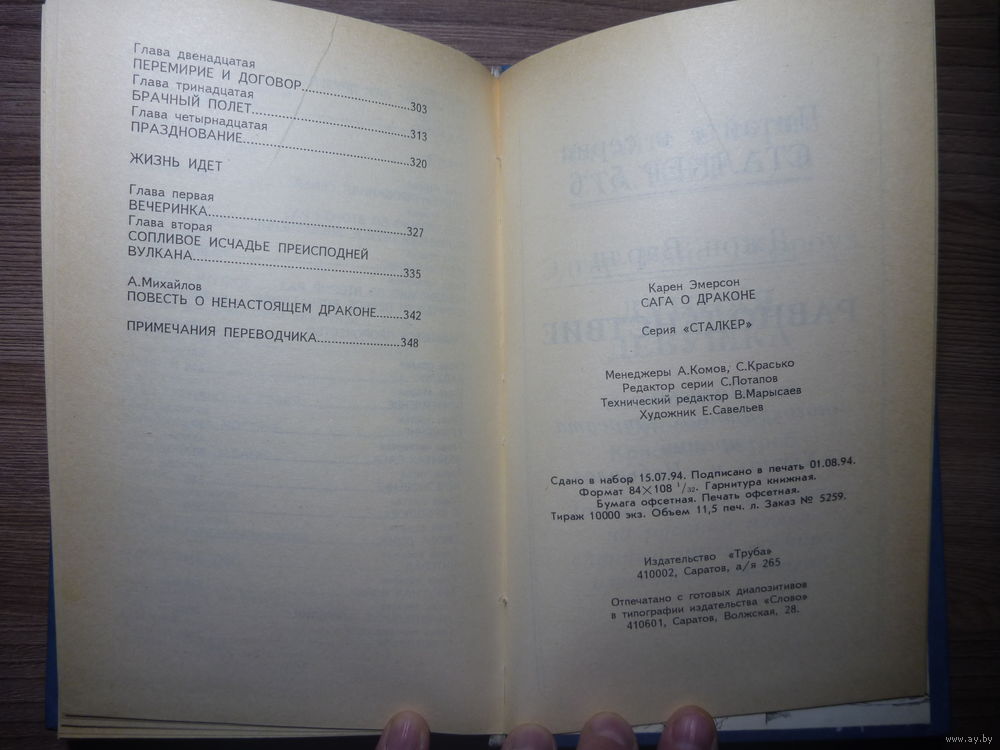 Глава двенадцатая
ПЕРЕМИРИЕ И ДОГОВОР...............303
Глава тринадцатая
БРАЧНЫЙ ПОЛЕТ......................313
Глава четырнадцатая
ПРАЗДНОВАНИЕ.......................320
ЖИЗНЬ ИДЕТ
Глава первая
ВЕЧЕРИНКА...........................327
Глава вторая
СОПЛИВОЕ ИСЧАДЬЕ ПРЕИСПОДНЕЙ
ВУЛКАНА.............................335
А.Михайлов
ПОВЕСТЬ О НЕНАСТОЯЩЕМ ДРАКОНЕ.......342
ПРИМЕЧАНИЯ ПЕРЕВОДЧИКА..............348
Карен Эмерсон
САГА О ДРАКОНЕ
Серия «СТАЛКЕР»
Менеджеры А.Комов, С.Красько
Редактор серии С.Потапов
Технический редактор В.Марысаев
Художник Е.Савельев
Сдано в набор 15.07.94. Подписано в печать 01.08.94.
Формат 84×108 1/32. Гарнитура книжная.
Бумага офсетная. Печать офсетная.
Тираж 10000 экз. Объем 11,5 печ. л. Заказ № 5259.
Издательство «Труба»
410002, Саратов, а/я 265
Отпечатано с готовых диапозитивов
в типографии издательства «Слово»
410601, Саратов, Волжская, 28.
www.ay.by